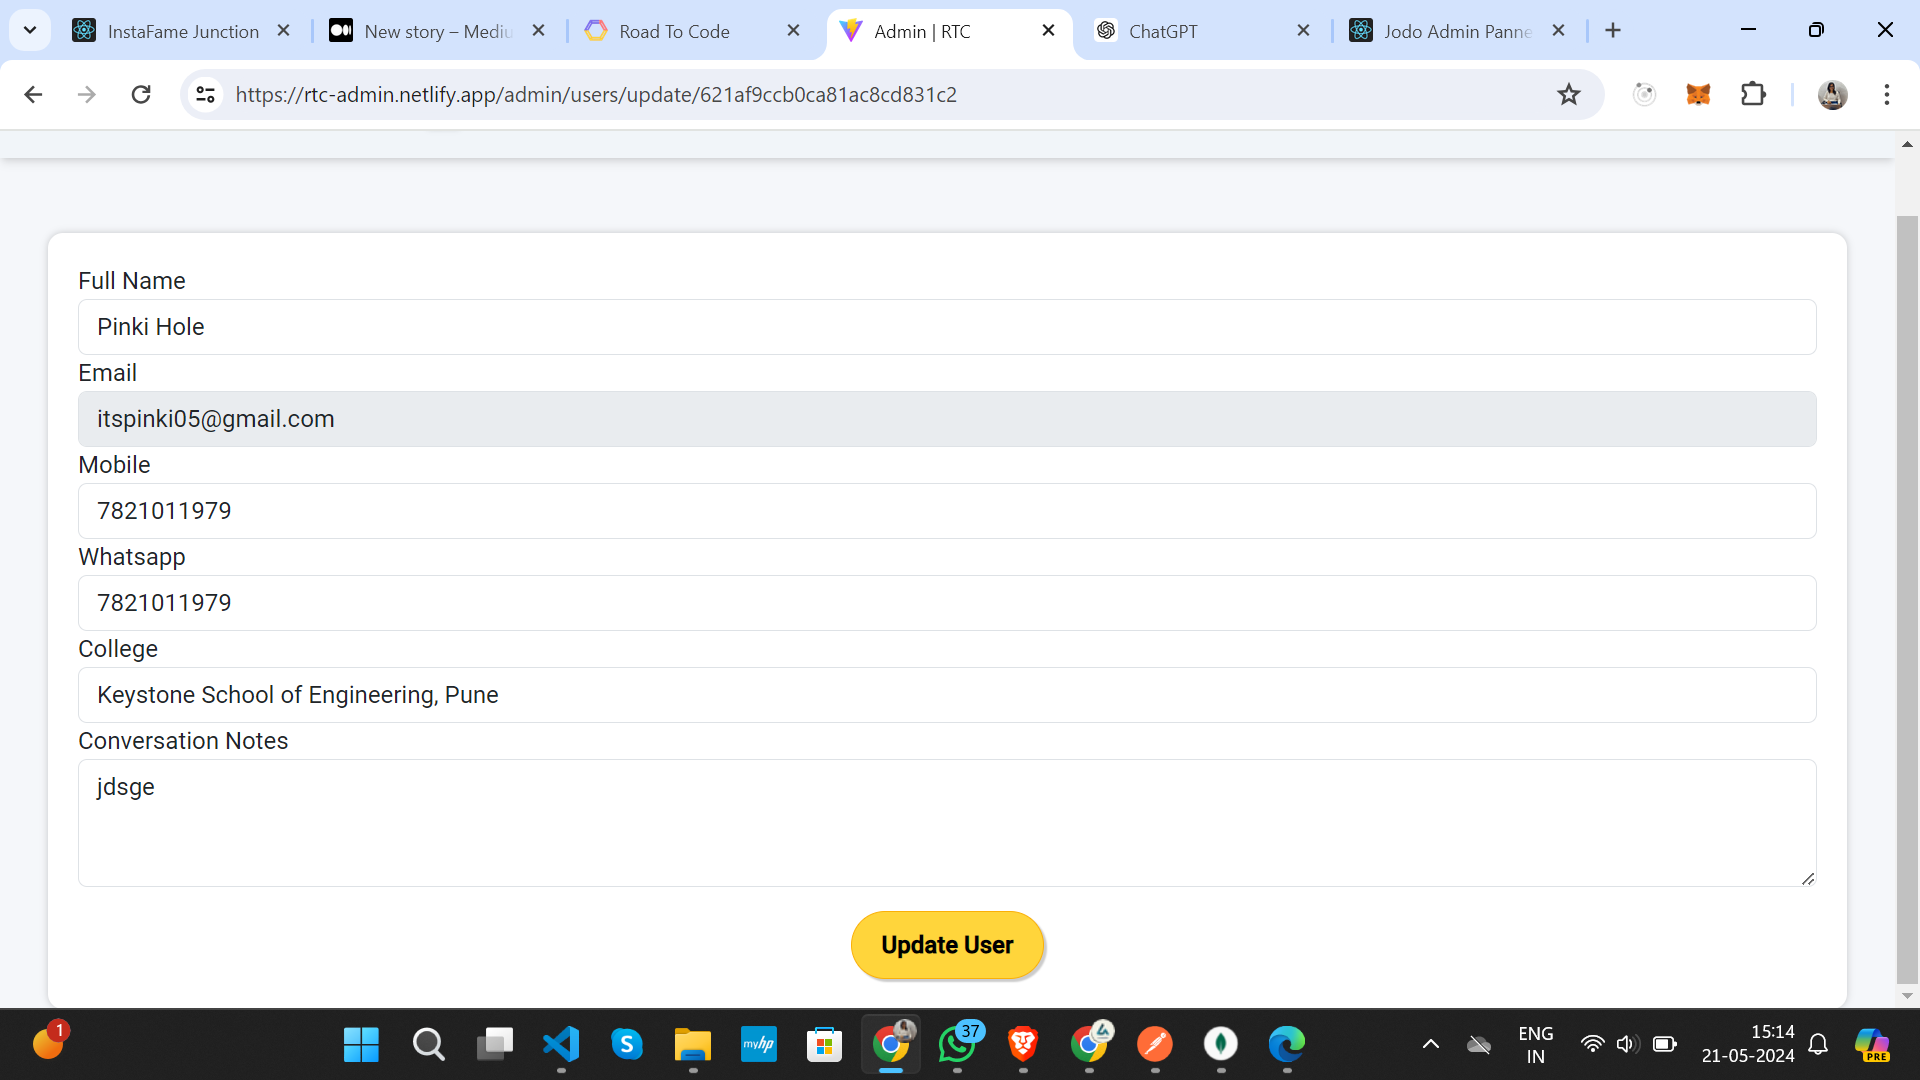 InstaFame Junction
New story – Mediu
Road To Code
Admin | RTC
ChatGPT
Jodo Admin Panne
https://rtc-admin.netlify.app/admin/users/update/621af9ccb0ca81ac8cd831c2
Full Name
Pinki Hole
Email
itspinki05@gmail.com
Mobile
7821011979
Whatsapp
7821011979
College
Keystone School of Engineering, Pune
Conversation Notes
jdsge
Update User
1
S
myhp
37
ENG
IN
15:14
21-05-2024
PRE